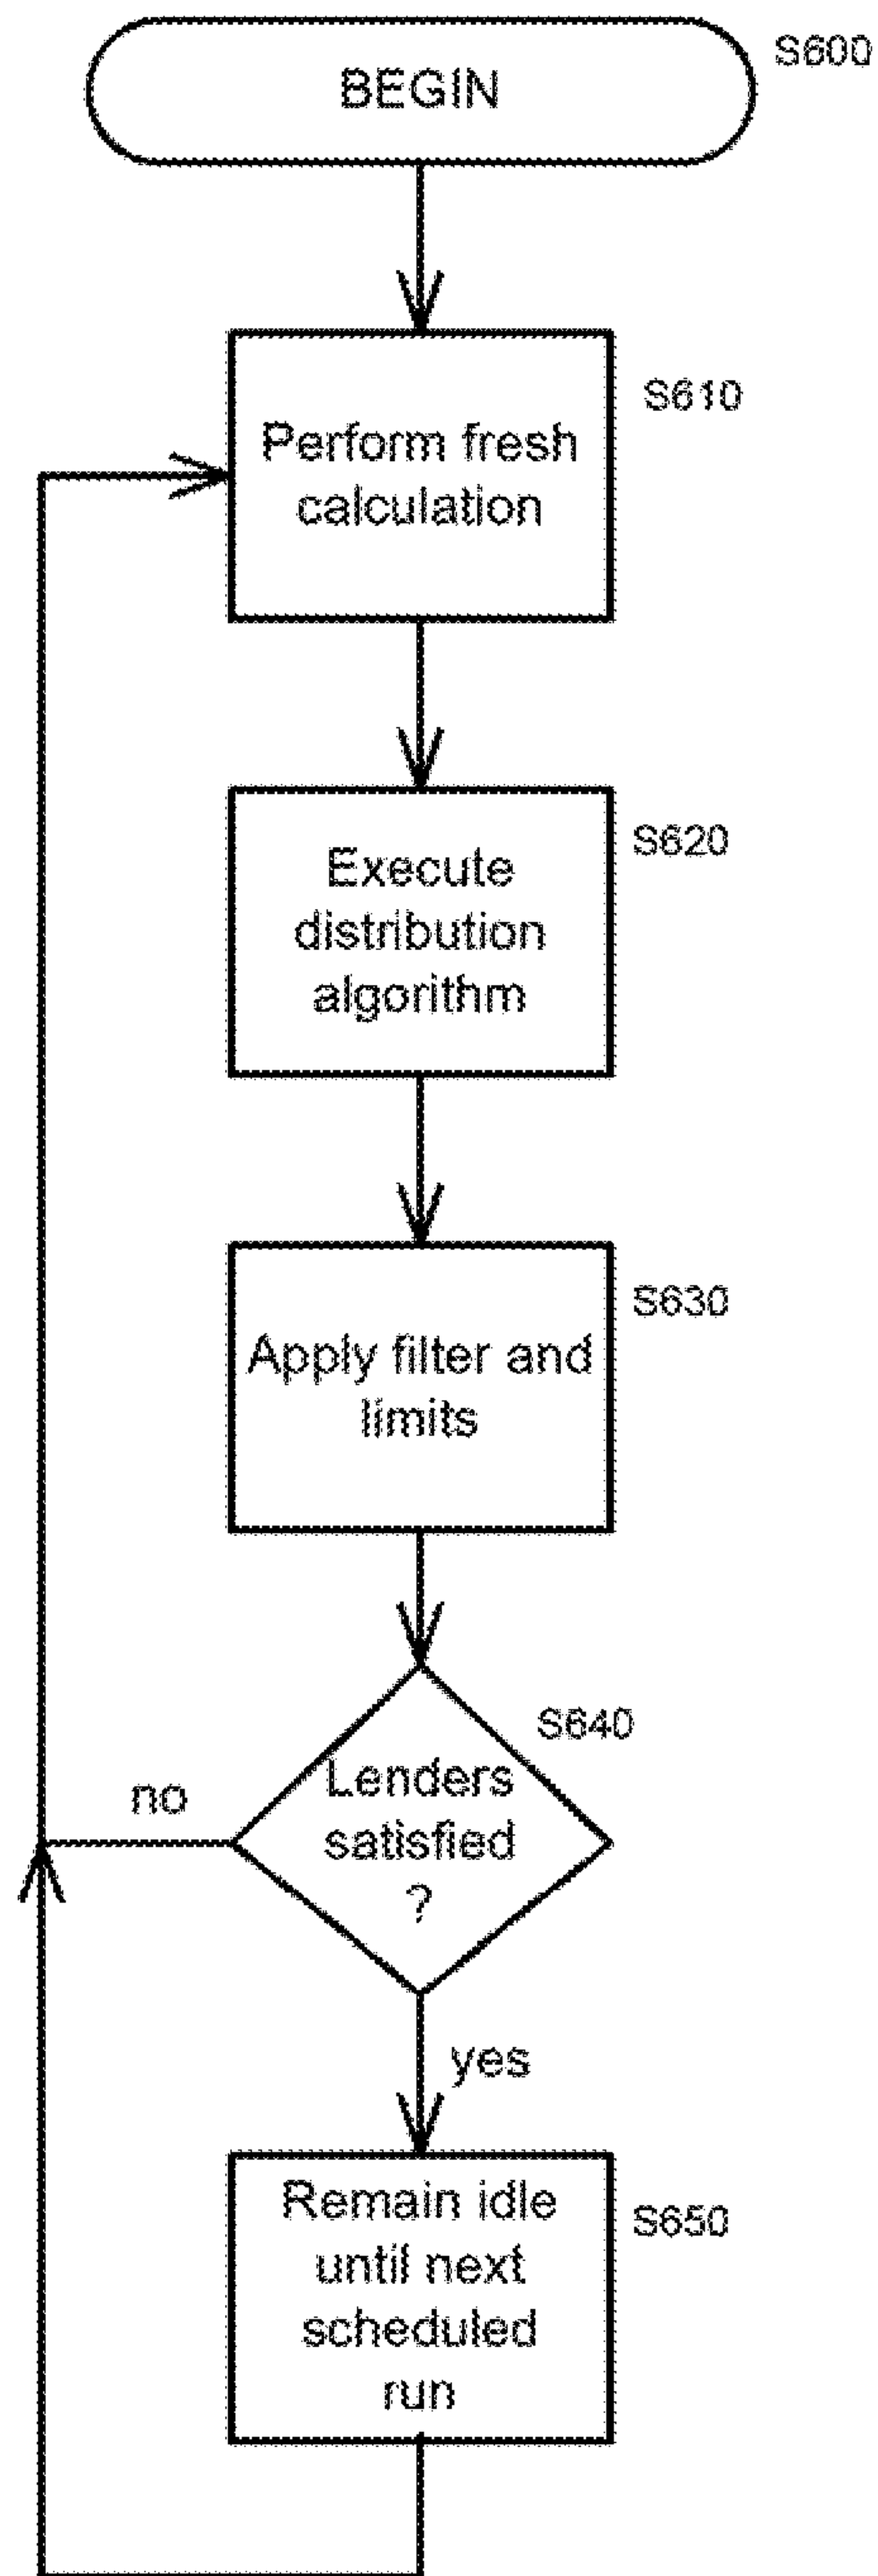 BEGIN
S600
Perform fresh
calculation
S610
Execute
distribution
algorithm
S620
Apply filter and
limits
S630
Lenders
satisfied
?
S640
no
yes
Remain idle
until next
scheduled
run
S650